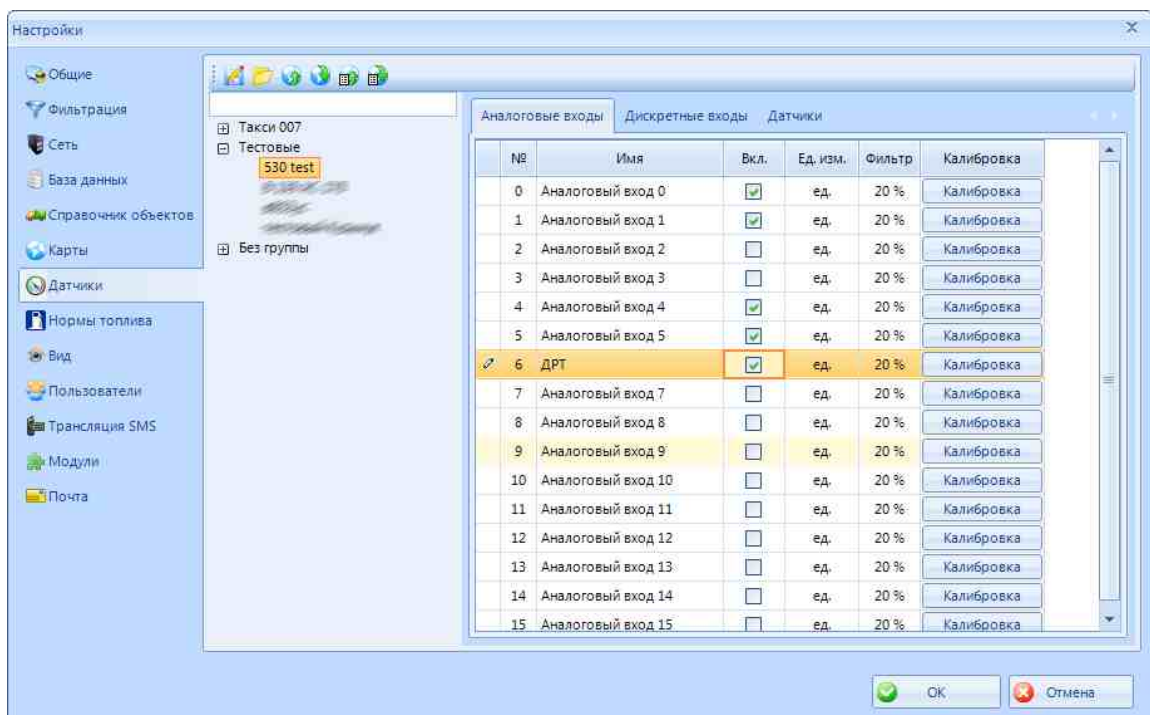 Настройки
Общие
Фильтрация
Сеть
База данных
Справочник объектов
Карты
Датчики
Нормы топлива
Вид
Пользователи
Трансляция SMS
Модули
Почта
Такси 007
Тестовые
530 test
Без группы
Аналоговые входы Дискретные входы Датчики
№ Имя Вкл. Ед. изм. Фильтр Калибровка
0 Аналоговый вход 0 ед. 20 % Калибровка
1 Аналоговый вход 1 ед. 20 % Калибровка
2 Аналоговый вход 2 ед. 20 % Калибровка
3 Аналоговый вход 3 ед. 20 % Калибровка
4 Аналоговый вход 4 ед. 20 % Калибровка
5 Аналоговый вход 5 ед. 20 % Калибровка
6 ДРТ ед. 20 % Калибровка
7 Аналоговый вход 7 ед. 20 % Калибровка
8 Аналоговый вход 8 ед. 20 % Калибровка
9 Аналоговый вход 9 ед. 20 % Калибровка
10 Аналоговый вход 10 ед. 20 % Калибровка
11 Аналоговый вход 11 ед. 20 % Калибровка
12 Аналоговый вход 12 ед. 20 % Калибровка
13 Аналоговый вход 13 ед. 20 % Калибровка
14 Аналоговый вход 14 ед. 20 % Калибровка
15 Аналоговый вход 15 ед. 20 % Калибровка
OK Отмена